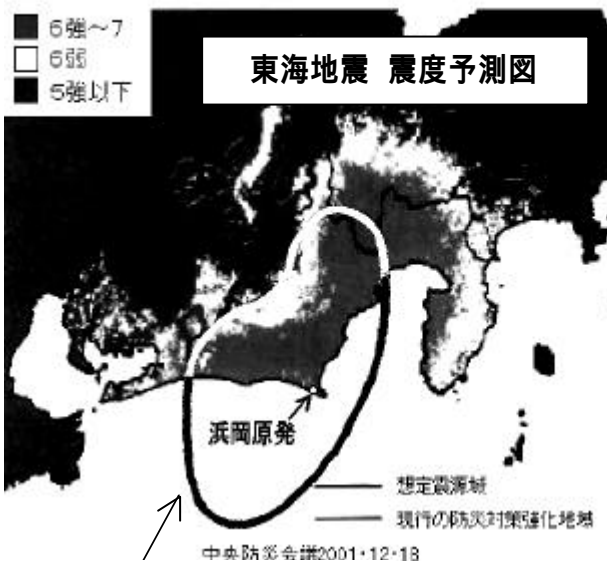 6強～7
6弱
5強以下
東海地震 震度予測図
浜岡原発
想定震源域
現行の防災対策強化地域
中央防災会議2001・12・18